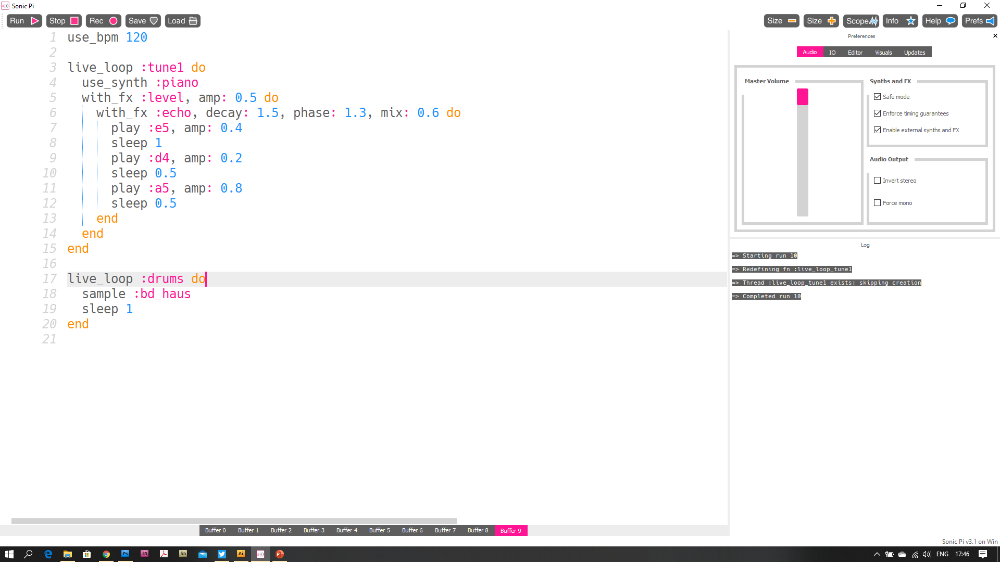 Sonic Pi
Run Stop Rec Save Load Size Size Scope Info Help Prefs
1 use_bpm 120
2
3 live_loop :tune1 do
4 use_synth :piano
5 with_fx :level, amp: 0.5 do
6 with_fx :echo, decay: 1.5, phase: 1.3, mix: 0.6 do
7 play :e5, amp: 0.4
8 sleep 1
9 play :d4, amp: 0.2
10 sleep 0.5
11 play :a5, amp: 0.8
12 sleep 0.5
13 end
14 end
15 end
16
17 live_loop :drums do
18 sample :bd_haus
19 sleep 1
20 end
21
Preferences
Audio IO Editor Visuals Updates
Master Volume
Synths and FX
Safe mode
Enforce timing guarantees
Enable external synths and FX
Audio Output
Invert stereo
Force mono
Log
=> Starting run 10
=> Redefining fn :live_loop_tune1
=> Thread :live_loop_tune1 exists: skipping creation
=> Completed run 10
Buffer 0 Buffer 1 Buffer 2 Buffer 3 Buffer 4 Buffer 5 Buffer 6 Buffer 7 Buffer 8 Buffer 9
Sonic Pi v3.1 on Win
Ps ID Sb Ai P ENG 17:46